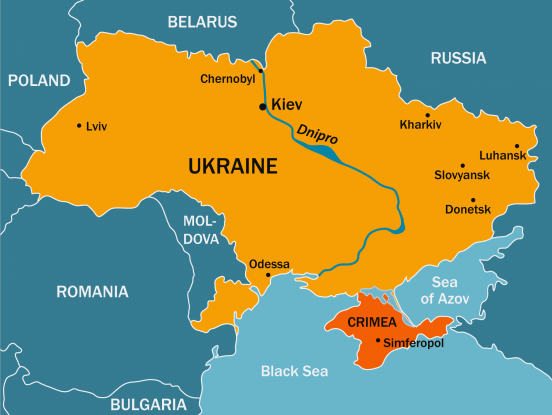 BELARUS
RUSSIA
POLAND
Chernobyl
Kiev
Lviv
Dnipro
Kharkiv
UKRAINE
Luhansk
Slovyansk
Donetsk
MOL-
DOVA
Odessa
ROMANIA
Sea
of Azov
CRIMEA
Simferopol
Black Sea
BULGARIA